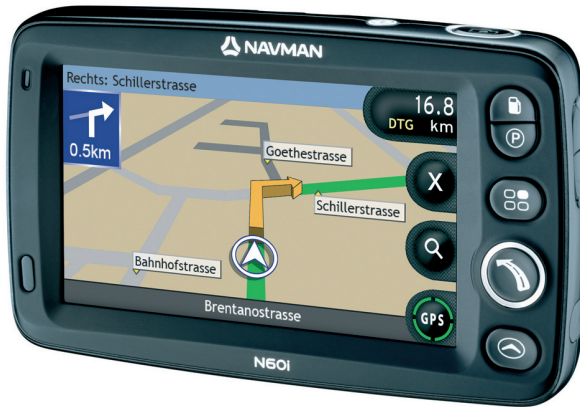 NAVMAN
Rechts: Schillerstrasse
0.5km
16.8
DTG km
Goethestrasse
X
Schillerstrasse
Bahnhofstrasse
GPS
Brentanostrasse
P
N60i